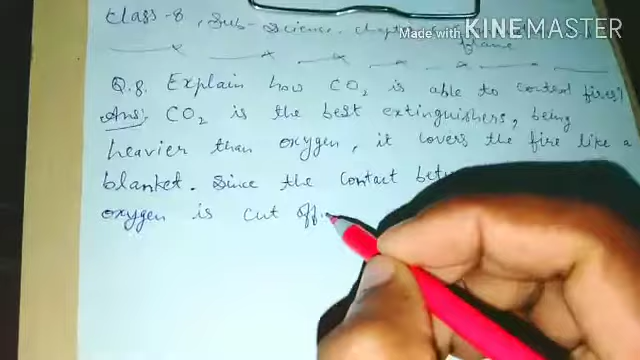 Class-8, Sub-Science, chapter
flame
Made with KINEMASTER
Q.8. Explain how CO2 is able to control fires?
Ans: CO2 is the best extinguishers, being
heavier than oxygen, it covers the fire like a
blanket. Since the contact bet
oxygen is cut off.